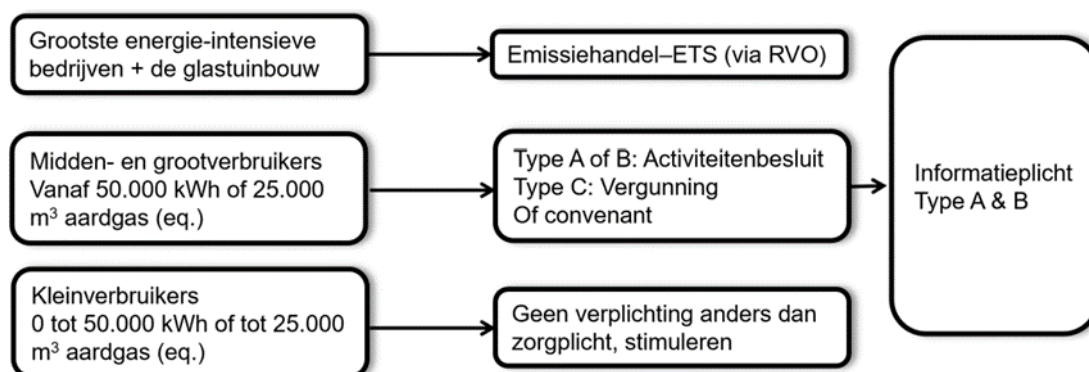 Grootste energie-intensieve
bedrijven + de glastuinbouw
Emissiehandel–ETS (via RVO)
Midden- en grootverbruikers
Vanaf 50.000 kWh of 25.000
m³ aardgas (eq.)
Type A of B: Activiteitenbesluit
Type C: Vergunning
Of convenant
Informatieplicht
Type A & B
Kleinverbruikers
0 tot 50.000 kWh of tot 25.000
m³ aardgas (eq.)
Geen verplichting anders dan
zorgplicht, stimuleren